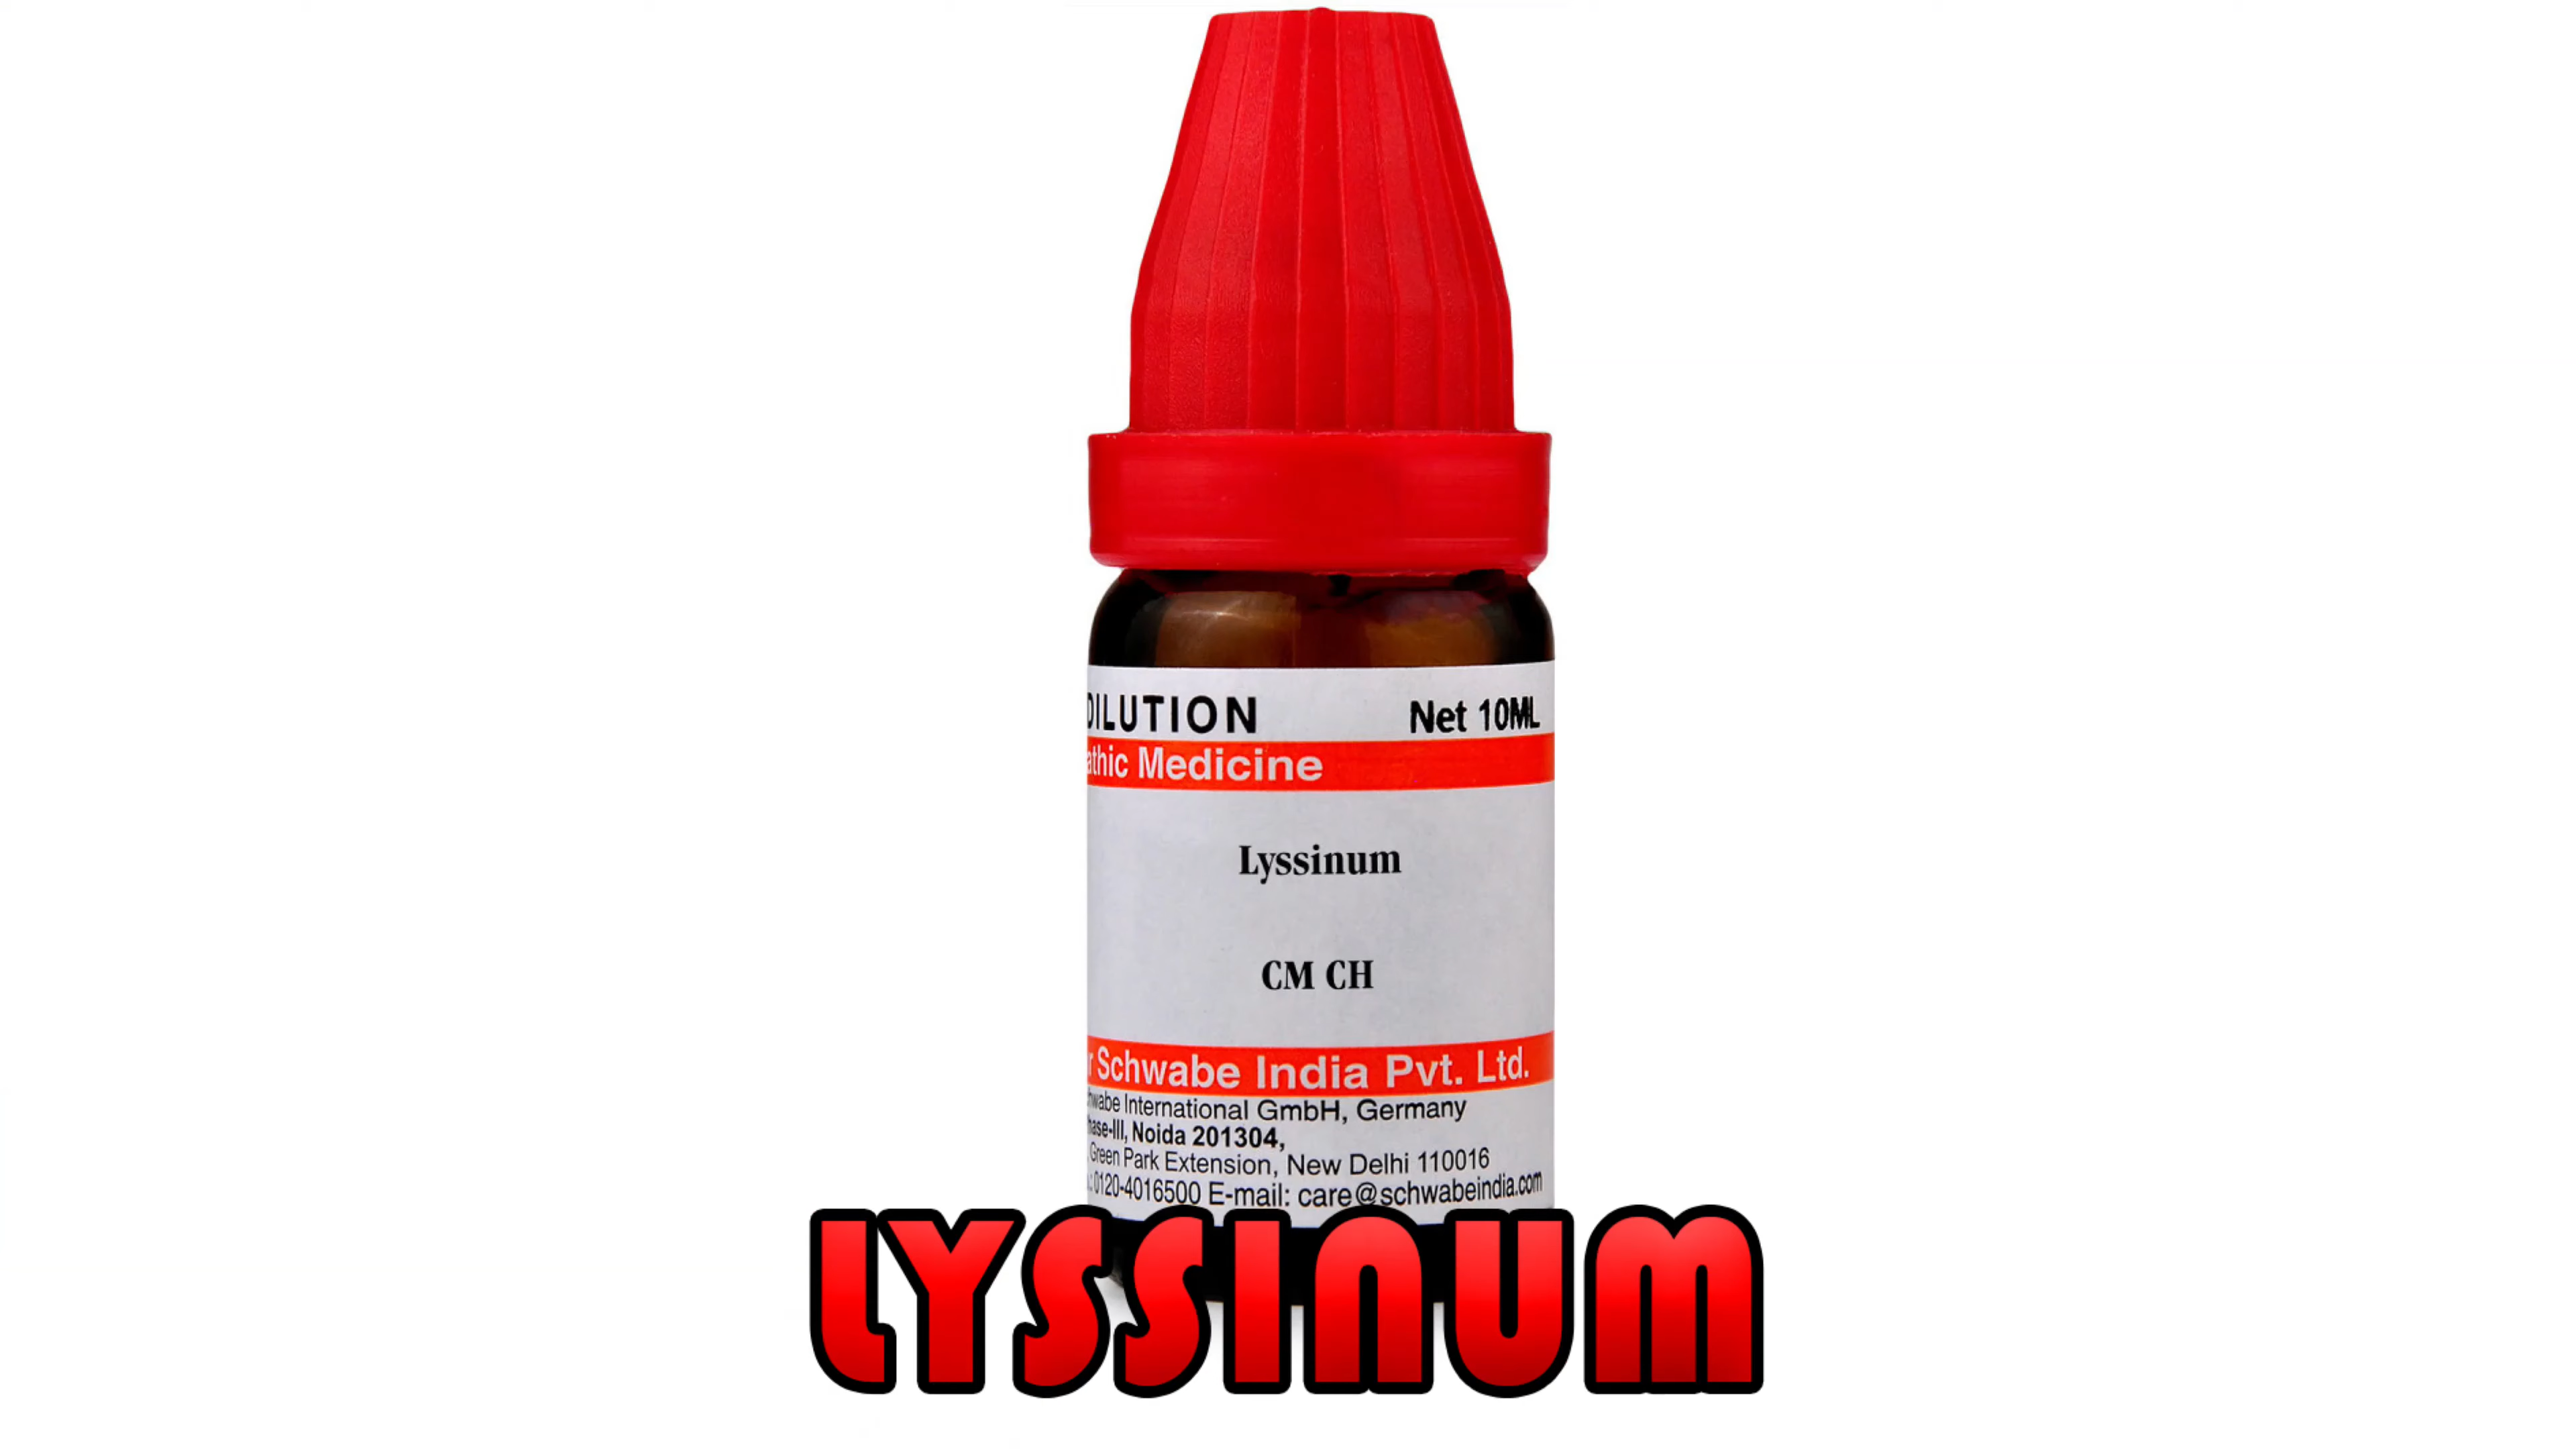 DILUTION Net 10ML
athic Medicine
Lyssinum
CM CH
r Schwabe India Pvt. Ltd.
hwabe International GmbH, Germany
hase-III, Noida 201304,
Green Park Extension, New Delhi 110016
.: 0120-4016500 E-mail: care@schwabeindia.com
LYSSINUM